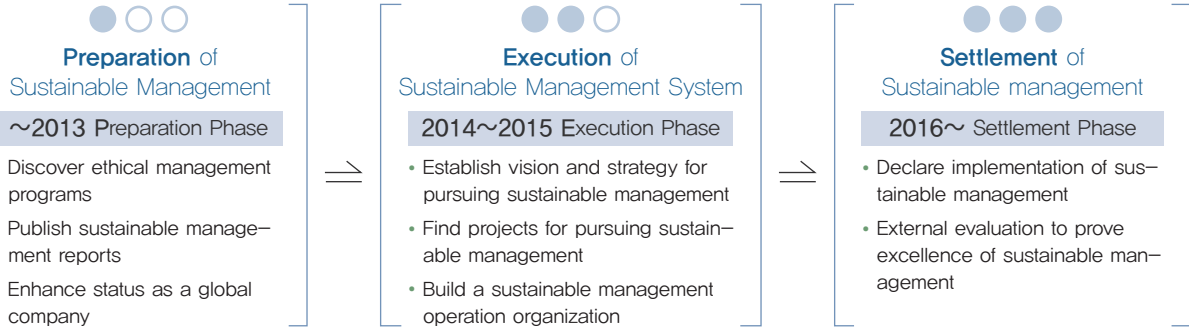 Preparation of
Sustainable Management
～2013 Preparation Phase
Discover ethical management
programs
Publish sustainable manage–
ment reports
Enhance status as a global
company
Execution of
Sustainable Management System
2014～2015 Execution Phase
• Establish vision and strategy for
pursuing sustainable management
• Find projects for pursuing sustain–
able management
• Build a sustainable management
operation organization
Settlement of
Sustainable management
2016～ Settlement Phase
• Declare implementation of sus–
tainable management
• External evaluation to prove
excellence of sustainable man–
agement